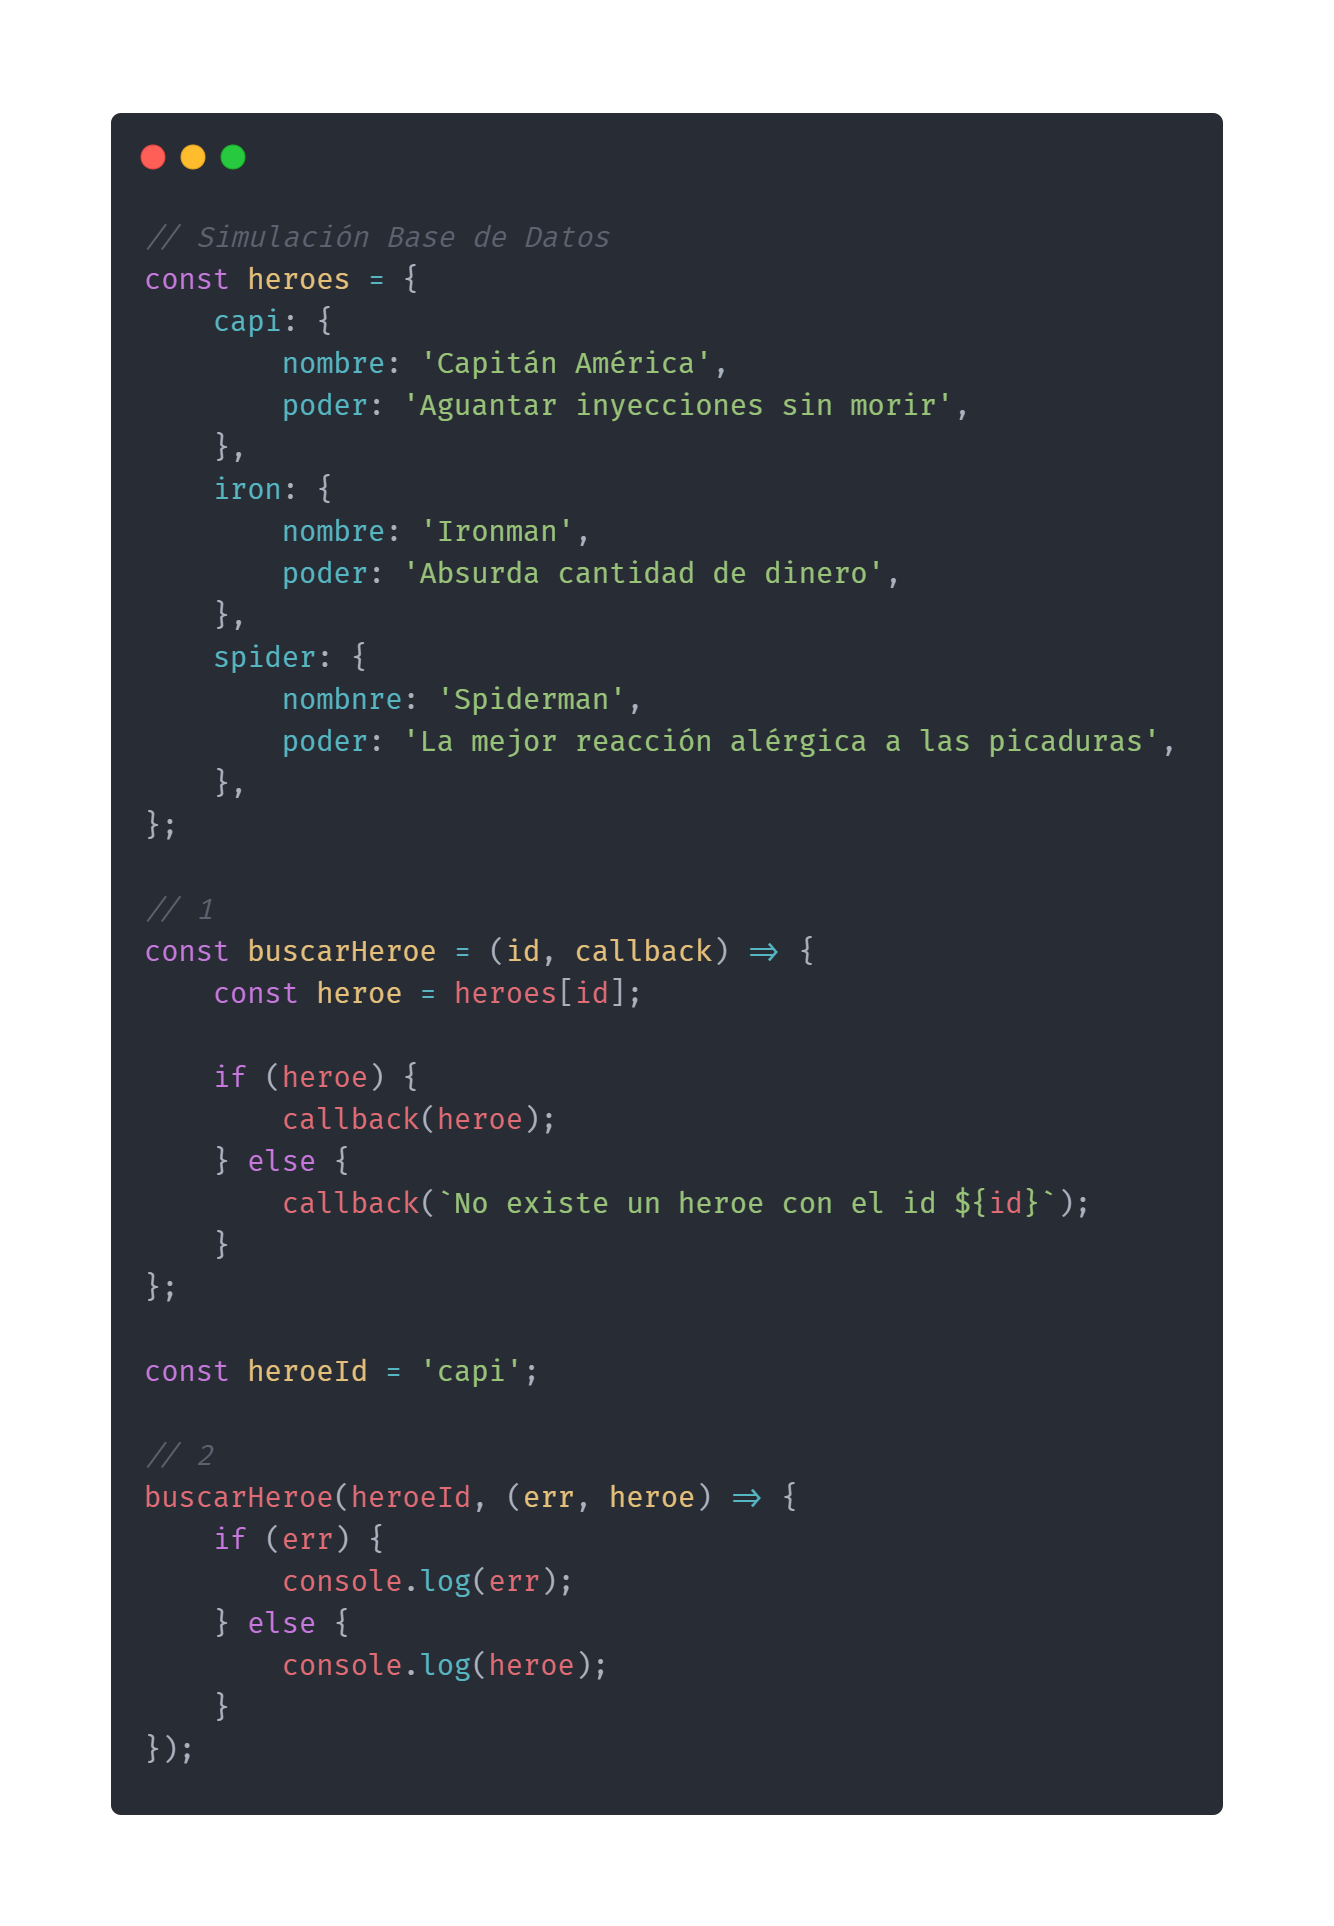 // Simulación Base de Datos
const heroes = {
    capi: {
        nombre: 'Capitán América',
        poder: 'Aguantar inyecciones sin morir',
    },
    iron: {
        nombre: 'Ironman',
        poder: 'Absurda cantidad de dinero',
    },
    spider: {
        nombnre: 'Spiderman',
        poder: 'La mejor reacción alérgica a las picaduras',
    },
};

// 1
const buscarHeroe = (id, callback) => {
    const heroe = heroes[id];

    if (heroe) {
        callback(heroe);
    } else {
        callback(`No existe un heroe con el id ${id}`);
    }
};

const heroeId = 'capi';

// 2
buscarHeroe(heroeId, (err, heroe) => {
    if (err) {
        console.log(err);
    } else {
        console.log(heroe);
    }
});